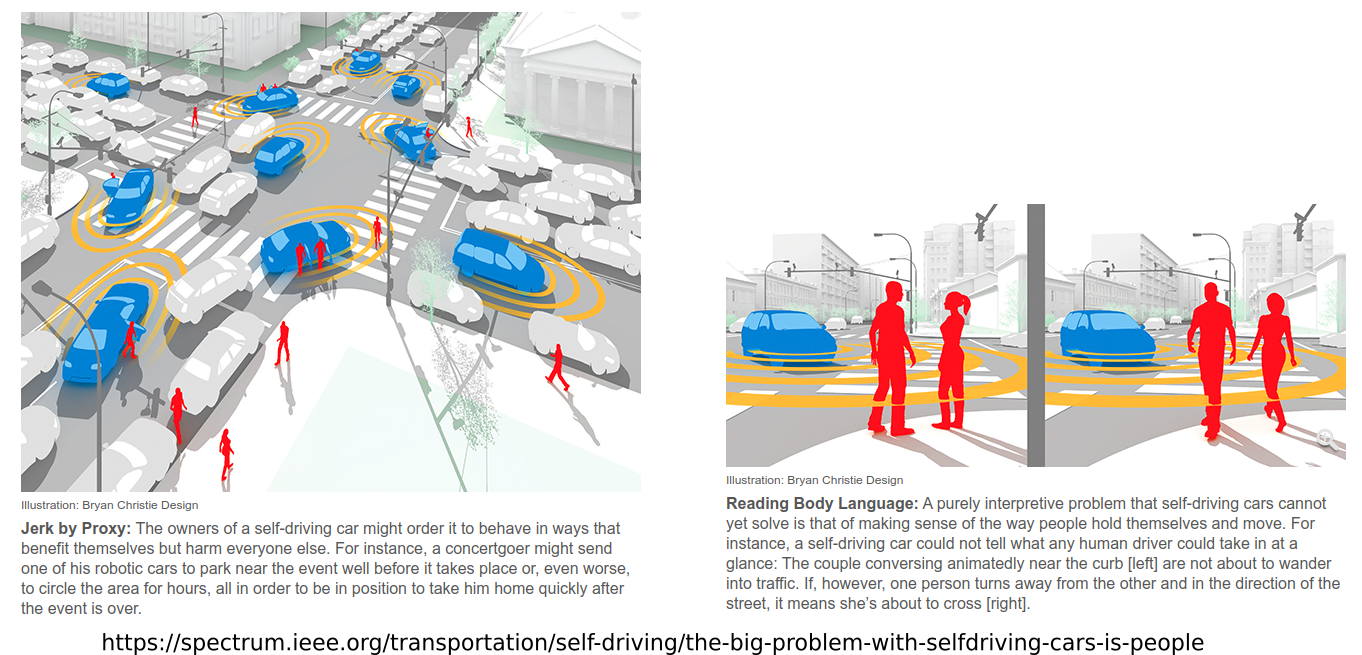 Illustration: Bryan Christie Design
Jerk by Proxy: The owners of a self-driving car might order it to behave in ways that
benefit themselves but harm everyone else. For instance, a concertgoer might send
one of his robotic cars to park near the event well before it takes place or, even worse,
to circle the area for hours, all in order to be in position to take him home quickly after
the event is over.
Illustration: Bryan Christie Design
Reading Body Language: A purely interpretive problem that self-driving cars cannot
yet solve is that of making sense of the way people hold themselves and move. For
instance, a self-driving car could not tell what any human driver could take in at a
glance: The couple conversing animatedly near the curb [left] are not about to wander
into traffic. If, however, one person turns away from the other and in the direction of the
street, it means she’s about to cross [right].
https://spectrum.ieee.org/transportation/self-driving/the-big-problem-with-selfdriving-cars-is-people